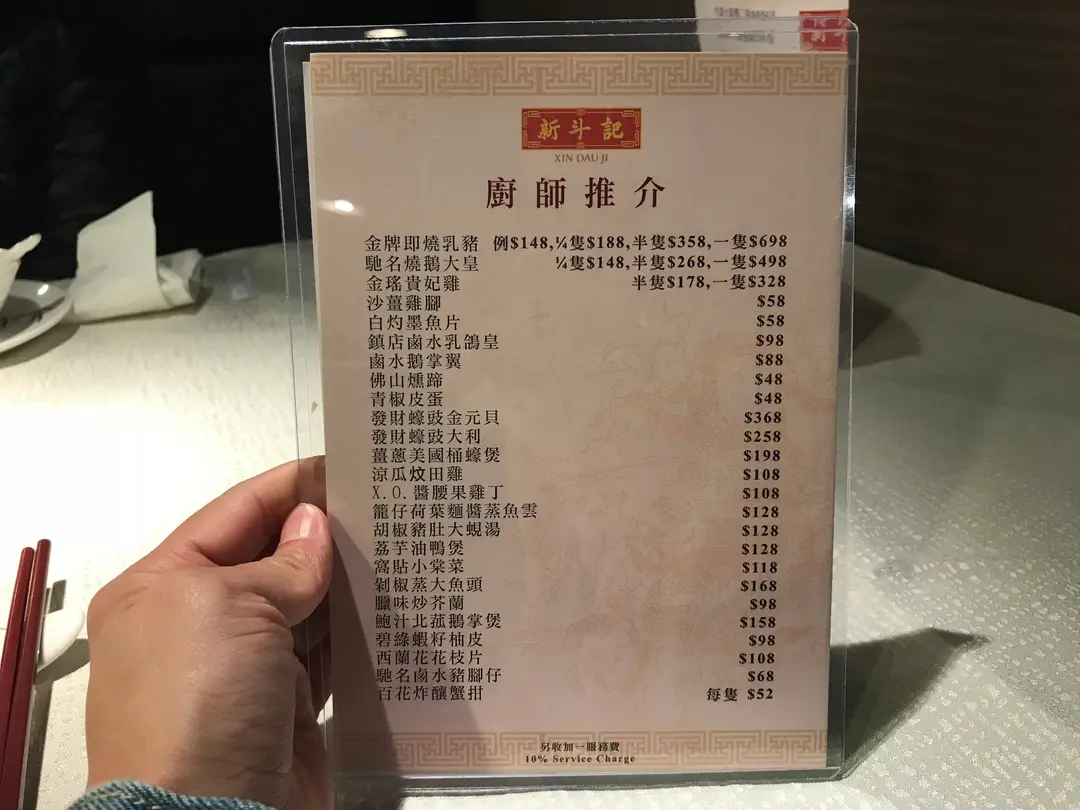 新斗記
XIN DAU JI
廚師推介
金牌即燒乳豬 例$148,¼隻$188,半隻$358,一隻$698
馳名燒鵝大皇 ¼隻$148,半隻$268,一隻$498
金瑤貴妃雞 半隻$178,一隻$328
沙薑雞腳 $58
白灼墨魚片 $58
鎮店鹵水乳鴿皇 $98
鹵水鵝掌翼 $88
佛山燻蹄 $48
青椒皮蛋 $48
發財蠔豉金元貝 $368
發財蠔豉大利 $258
薑蔥美國桶蠔煲 $198
涼瓜炆田雞 $108
X.O.醬腰果雞丁 $108
籠仔荷葉麵醬蒸魚雲 $128
胡椒豬肚大蜆湯 $128
荔芋油鴨煲 $128
窩貼小棠菜 $118
剁椒蒸大魚頭 $168
臘味炒芥蘭 $98
鮑汁北菰鵝掌煲 $158
碧綠蝦籽柚皮 $98
西蘭花花枝片 $108
馳名鹵水豬腳仔 $68
百花炸釀蟹拑 每隻 $52
另收加一服務費
10% Service Charge